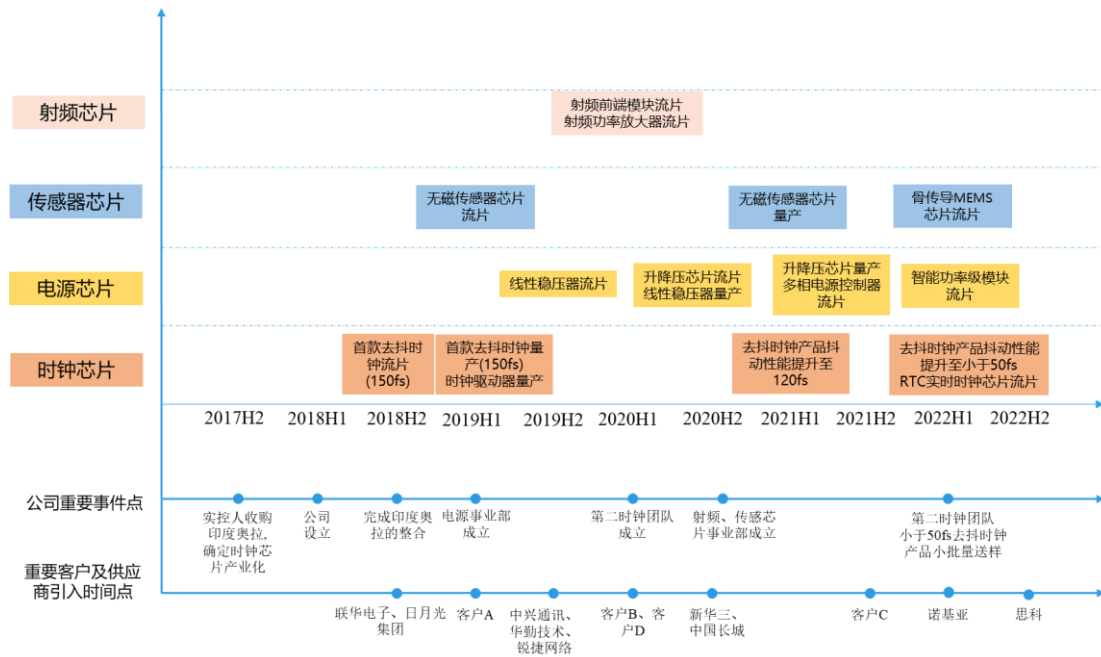 射频芯片
射频前端模块流片
射频功率放大器流片
传感器芯片
无磁传感器芯片
流片
无磁传感器芯片
量产
骨传导MEMS
芯片流片
电源芯片
线性稳压器流片
升降压芯片流片
线性稳压器量产
升降压芯片量产
多相电源控制器
流片
智能功率级模块
流片
时钟芯片
首款去抖时
钟流片
(150fs)
首款去抖时钟量
产(150fs)
时钟驱动器量产
去抖时钟产品抖
动性能提升至
120fs
去抖时钟产品抖动性能
提升至小于50fs
RTC实时时钟芯片流片
2017H2
2018H1
2018H2
2019H1
2019H2
2020H1
2020H2
2021H1
2021H2
2022H1
2022H2
公司重要事件点
实控人收购
印度奥拉,
确定时钟芯
片产业化
公司
设立
完成印度奥
拉的整合
电源事业部
成立
第二时钟团队
成立
射频、传感芯
片事业部成立
第二时钟团队
小于50fs去抖时钟
产品小批量送样
重要客户及供应
商引入时间点
联华电子、日月光
集团
客户A
中兴通讯、
华勤技术、
锐捷网络
客户B、客
户D
新华三、
中国长城
客户C
诺基亚
思科